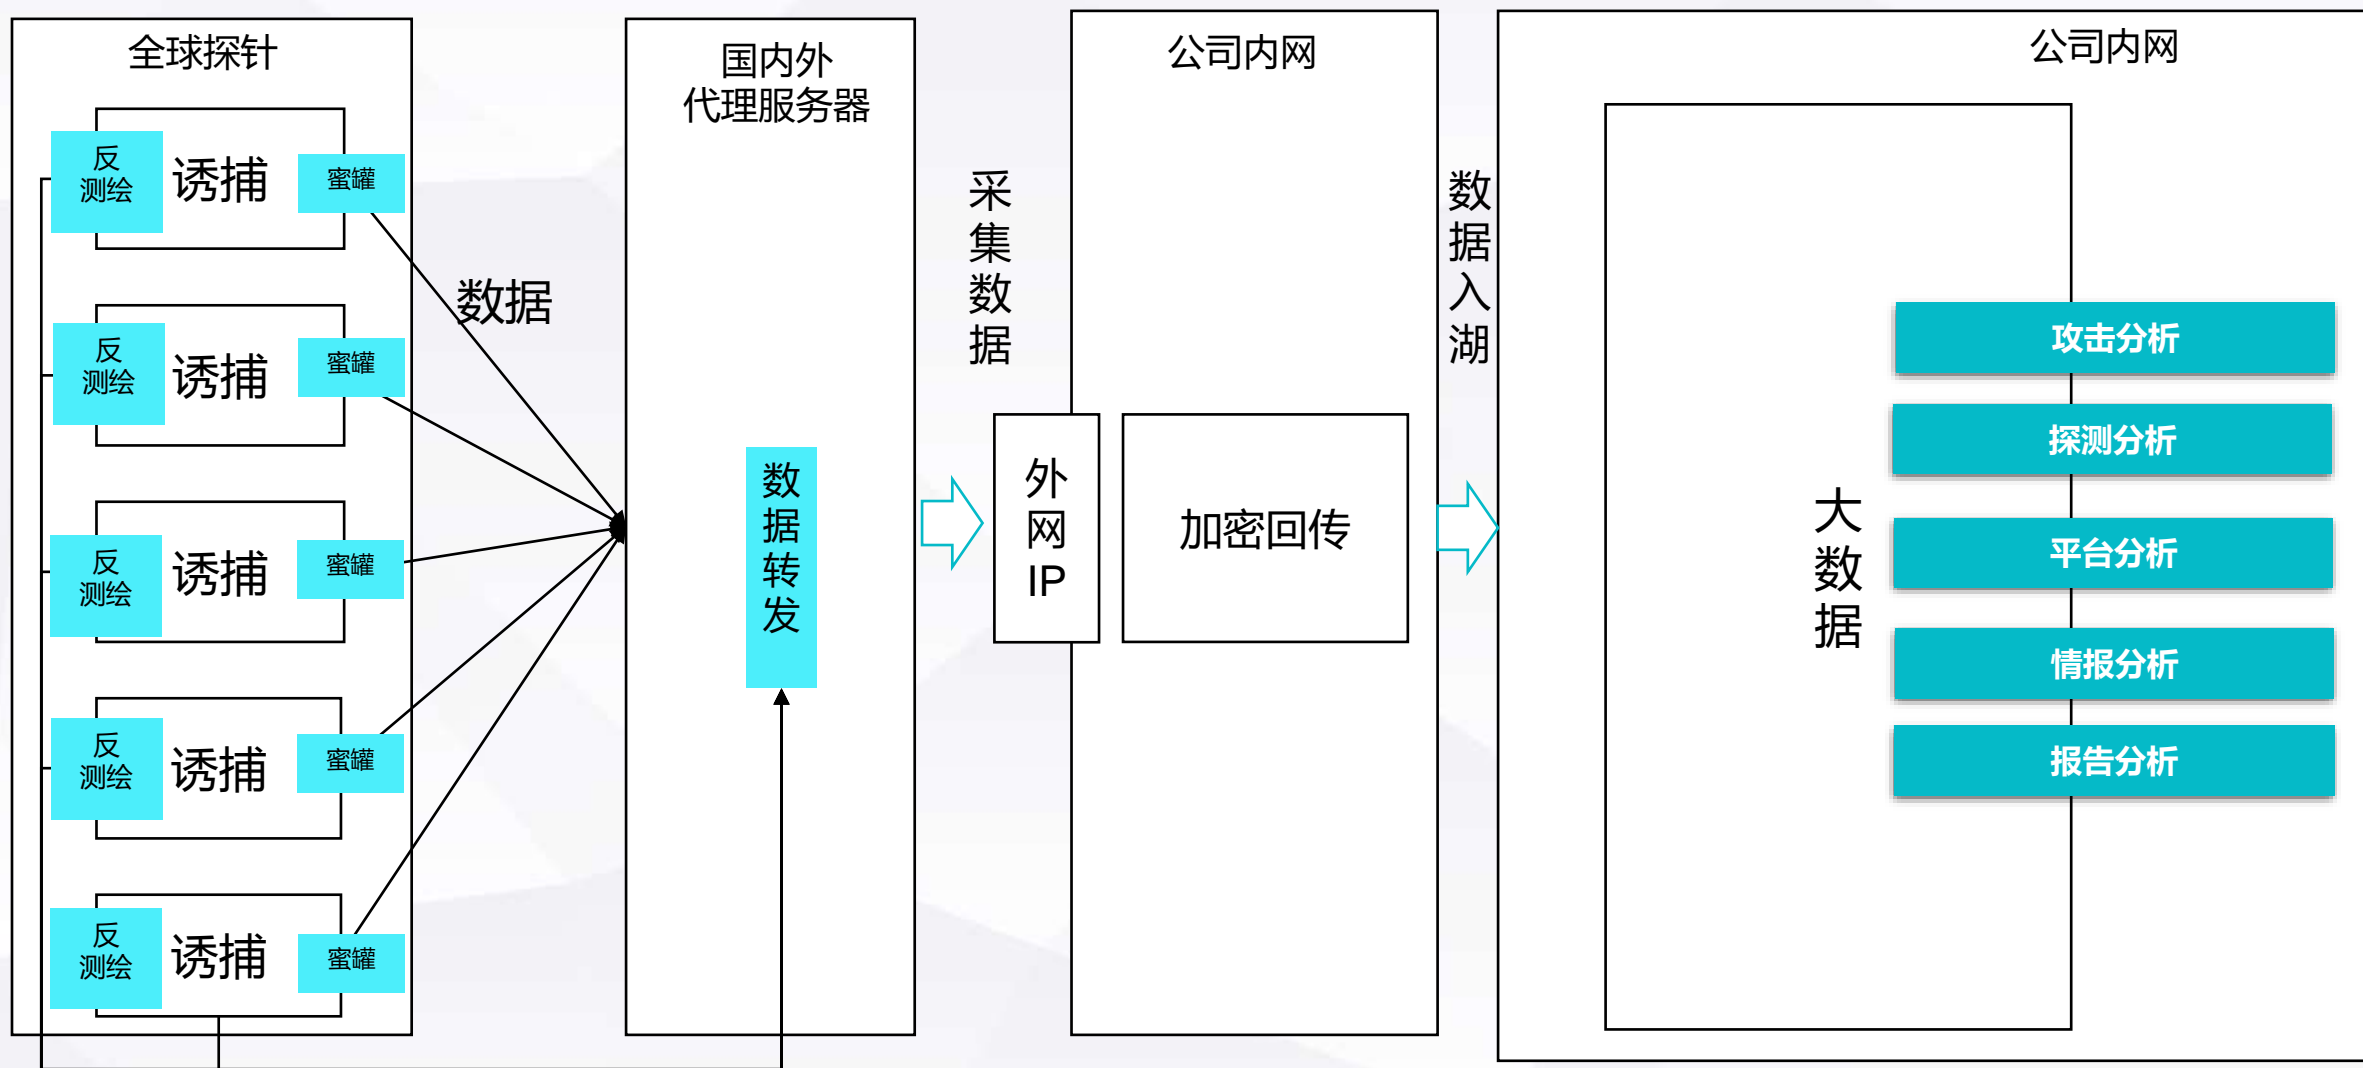 全球探针
反
测绘
诱捕
蜜罐
反
测绘
诱捕
蜜罐
反
测绘
诱捕
蜜罐
反
测绘
诱捕
蜜罐
反
测绘
诱捕
蜜罐
数据
国内外
代理服务器
数
据
转
发
采
集
数
据
公司内网
外
网
IP
加密回传
数
据
入
湖
公司内网
大
数
据
攻击分析
探测分析
平台分析
情报分析
报告分析